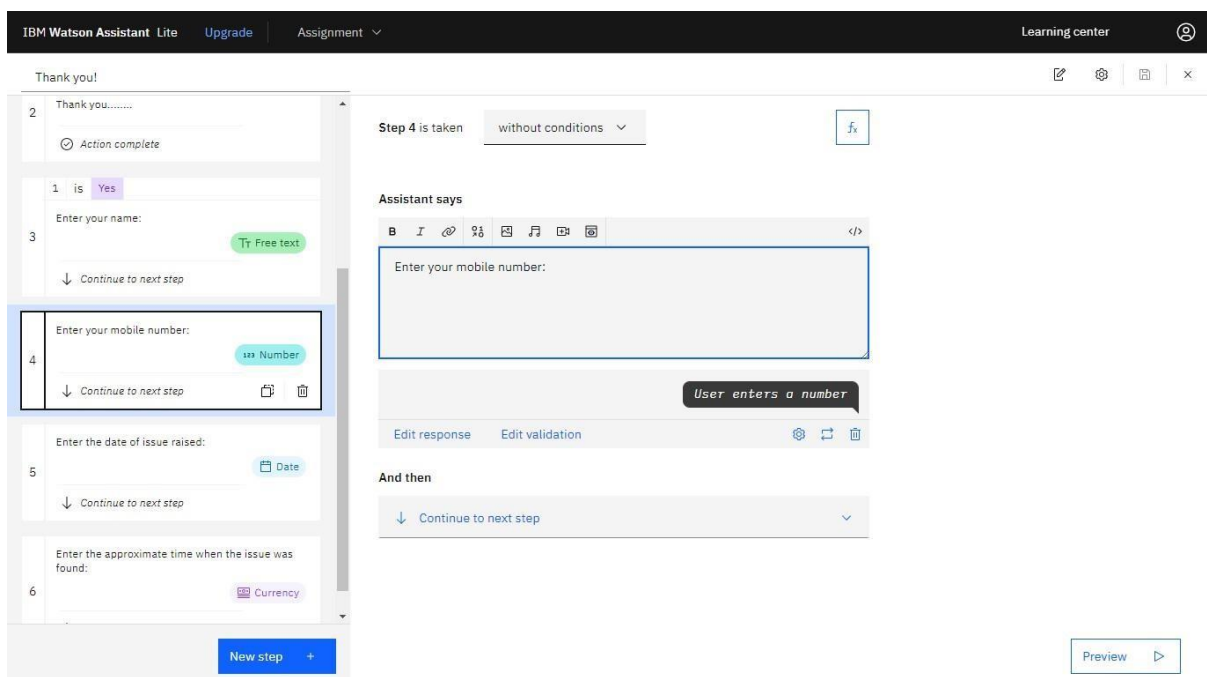 IBM Watson Assistant Lite Upgrade Assignment Learning center
Thank you!
2
Thank you........
Action complete
1 is Yes
3
Enter your name:
Tт Free text
Continue to next step
4
Enter your mobile number:
123 Number
Continue to next step
5
Enter the date of issue raised:
Date
Continue to next step
6
Enter the approximate time when the issue was
found:
Currency
New step +
Step 4 is taken without conditions
fx
Assistant says
B I </>
Enter your mobile number:
User enters a number
Edit response Edit validation
And then
Continue to next step
Preview